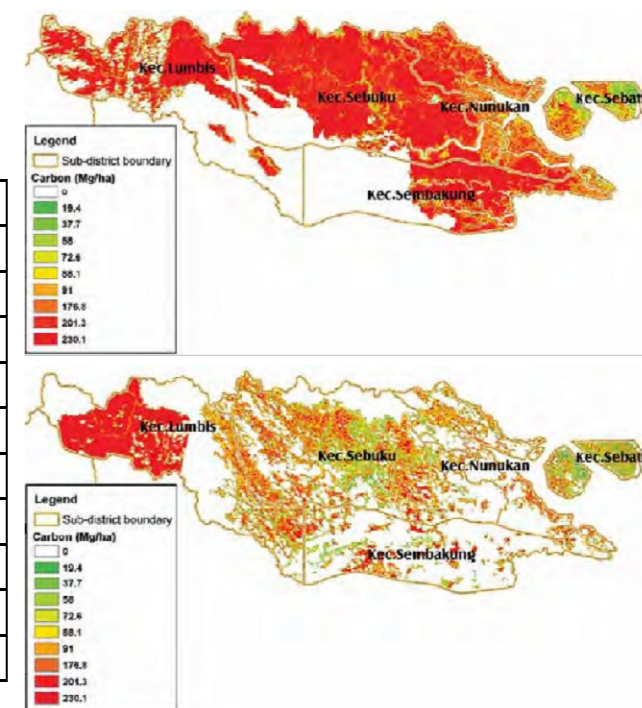 Kec.Lumbis
Kec.Sebuku
Kec.Nunukan
Kec.Sebat
Kec.Sembakung
Legend
Sub-district boundary
Carbon (Mg/ha)
0
19.4
37.7
58
72.6
88.1
91
176.8
201.3
230.1
Kec.Lumbis
Kec.Sebuku
Kec.Nunukan
Kec.Sebat
Kec.Sembakung
Legend
Sub-district boundary
Carbon (Mg/ha)
0
19.4
37.7
58
72.6
88.1
91
176.8
201.3
230.1